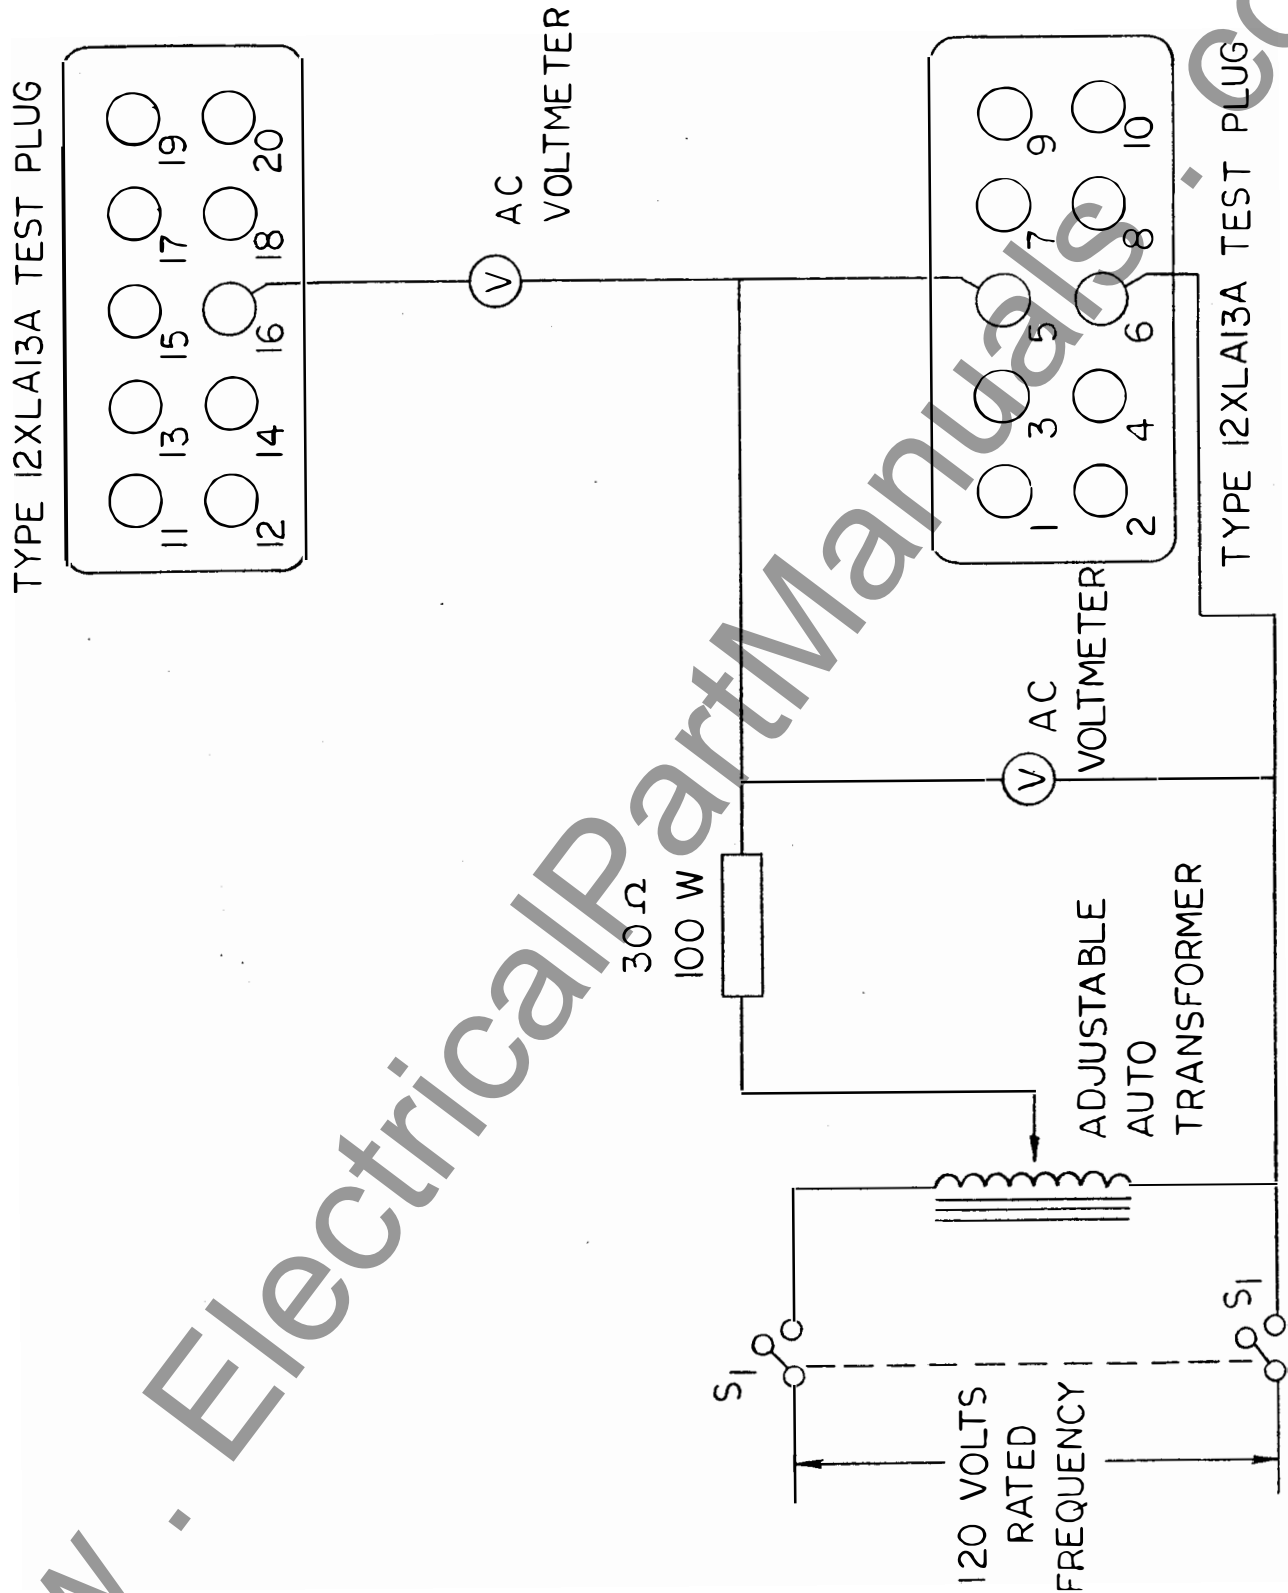 TYPE 12XLA13A TEST PLUG
11
13
15
17
19
12
14
16
18
20
AC
VOLTMETER
V
30 Ω
100 W
V
AC
VOLTMETER
1
3
5
7
9
2
4
6
8
10
TYPE 12XLA13A TEST PLUG
S1
ADJUSTABLE
AUTO
TRANSFORMER
120 VOLTS
RATED
FREQUENCY
S1
w . ElectricalPartManuals . co